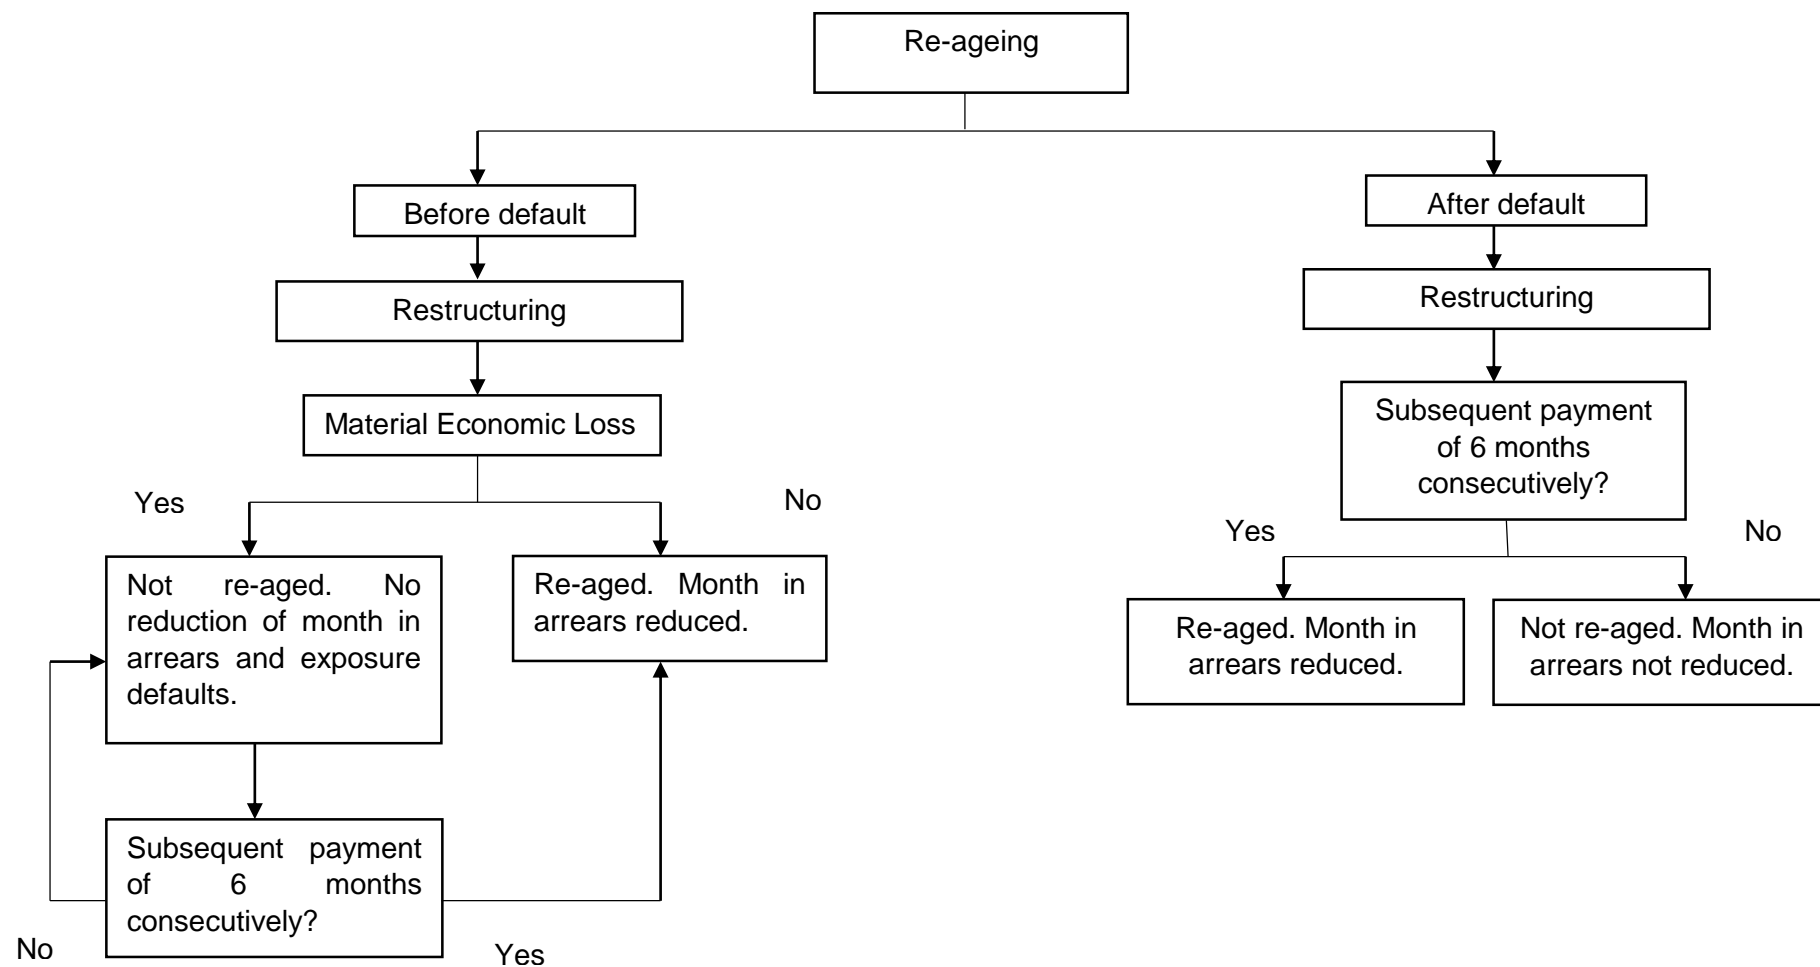 Re-ageing
Before default
After default
Restructuring
Restructuring
Material Economic Loss
Subsequent payment
of 6 months
consecutively?
Yes
No
Yes
No
Not re-aged. No
reduction of month in
arrears and exposure
defaults.
Re-aged. Month in
arrears reduced.
Re-aged. Month in
arrears reduced.
Not re-aged. Month in
arrears not reduced.
Subsequent payment
of 6 months
consecutively?
No
Yes